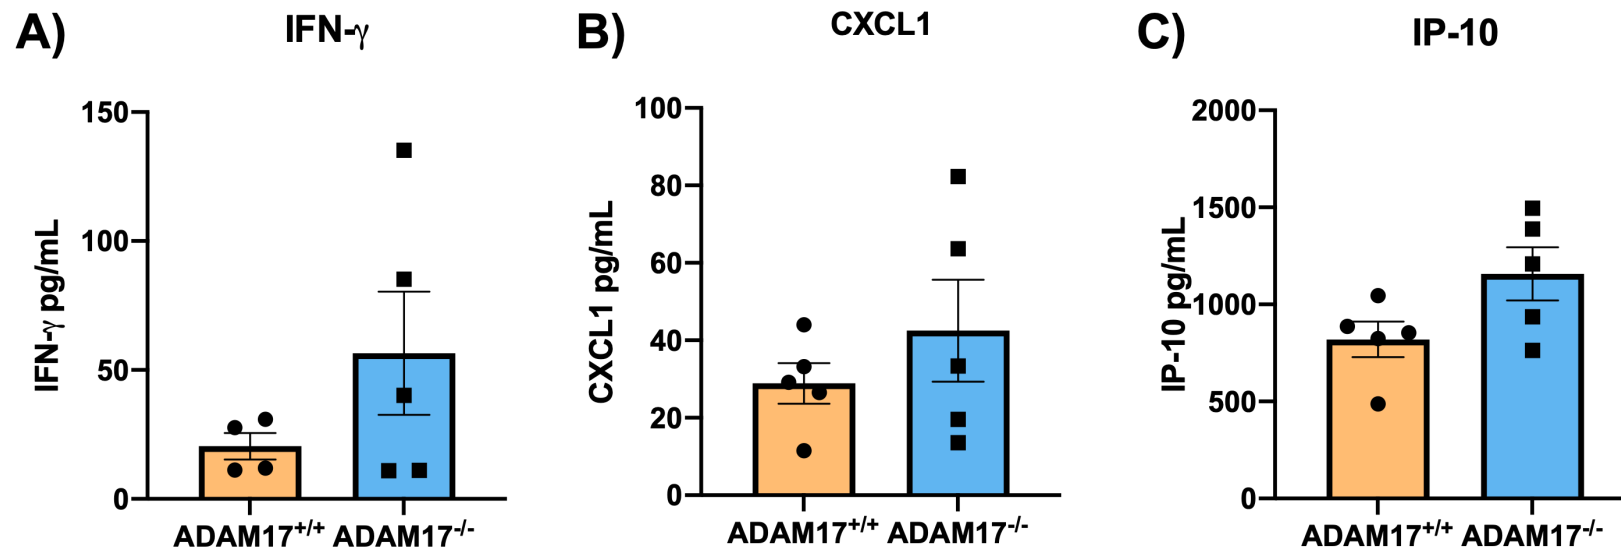 A)
IFN-γ
IFN-γ pg/mL
150
100
50
0
ADAM17+/+ ADAM17-/-
B)
CXCL1
CXCL1 pg/mL
100
80
60
40
20
0
ADAM17+/+ ADAM17-/-
C)
IP-10
IP-10 pg/mL
2000
1500
1000
500
0
ADAM17+/+ ADAM17-/-